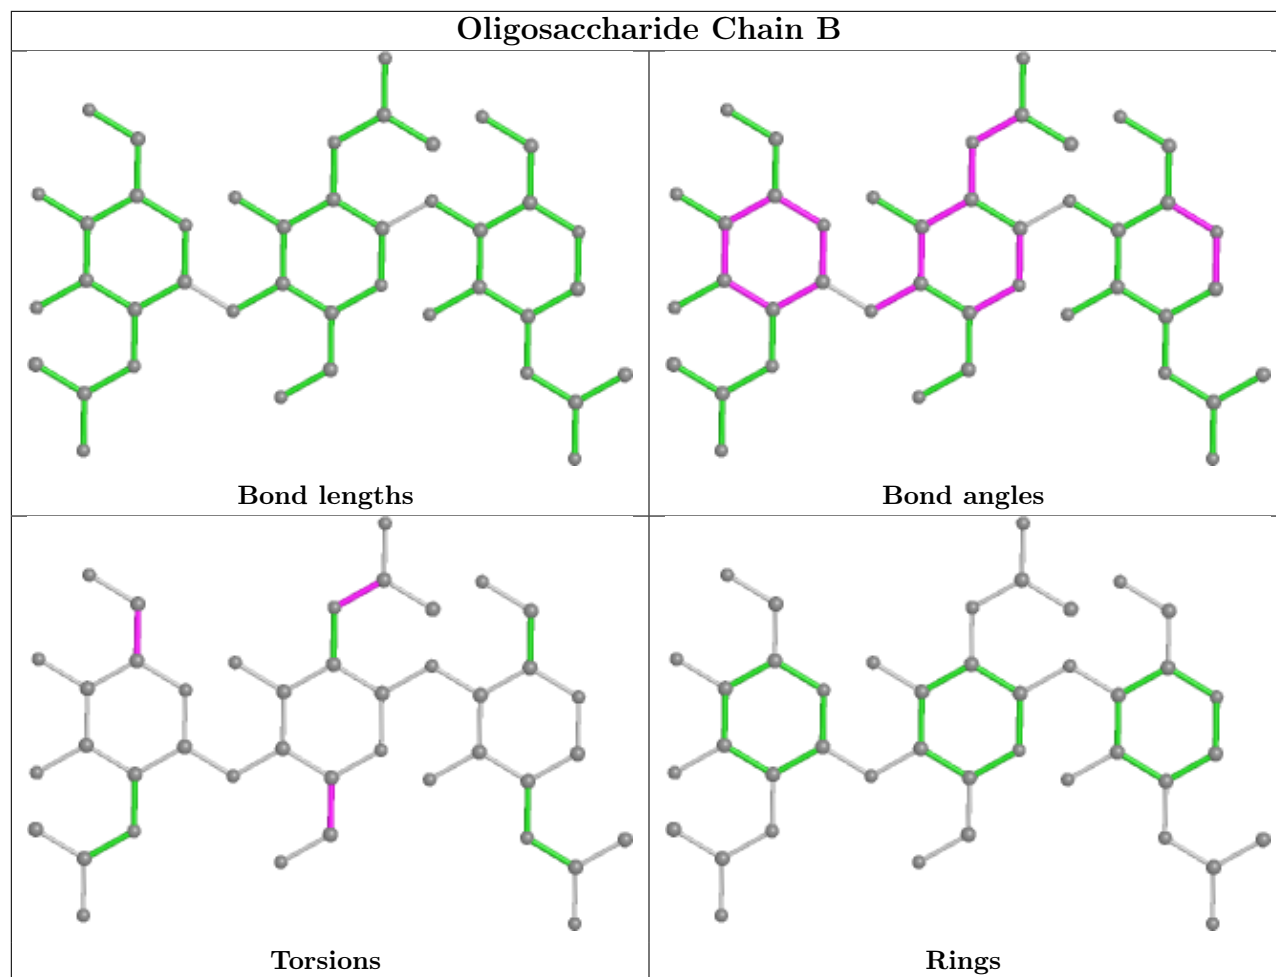 Oligosaccharide Chain B
Bond lengths
Bond angles
Torsions
Rings